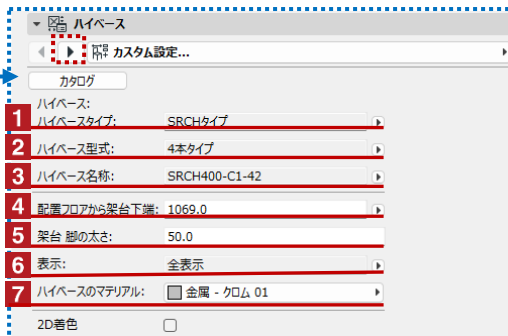 ハイベース
カスタム設定...
カタログ
ハイベース:
1 ハイベースタイプ: SRCHタイプ
2 ハイベース型式: 4本タイプ
3 ハイベース名称: SRCH400-C1-42
4 配置フロアから架台下端: 1069.0
5 架台 脚の太さ: 50.0
6 表示: 全表示
7 ハイベースのマテリアル: 金属 - クロム 01
2D着色